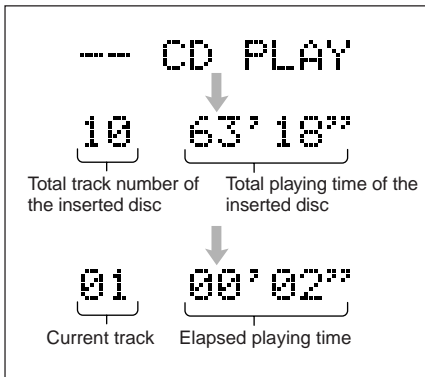 -- CD PLAY
10 63’18”
Total track number of the inserted disc
Total playing time of the inserted disc
01 00’02”
Current track Elapsed playing time